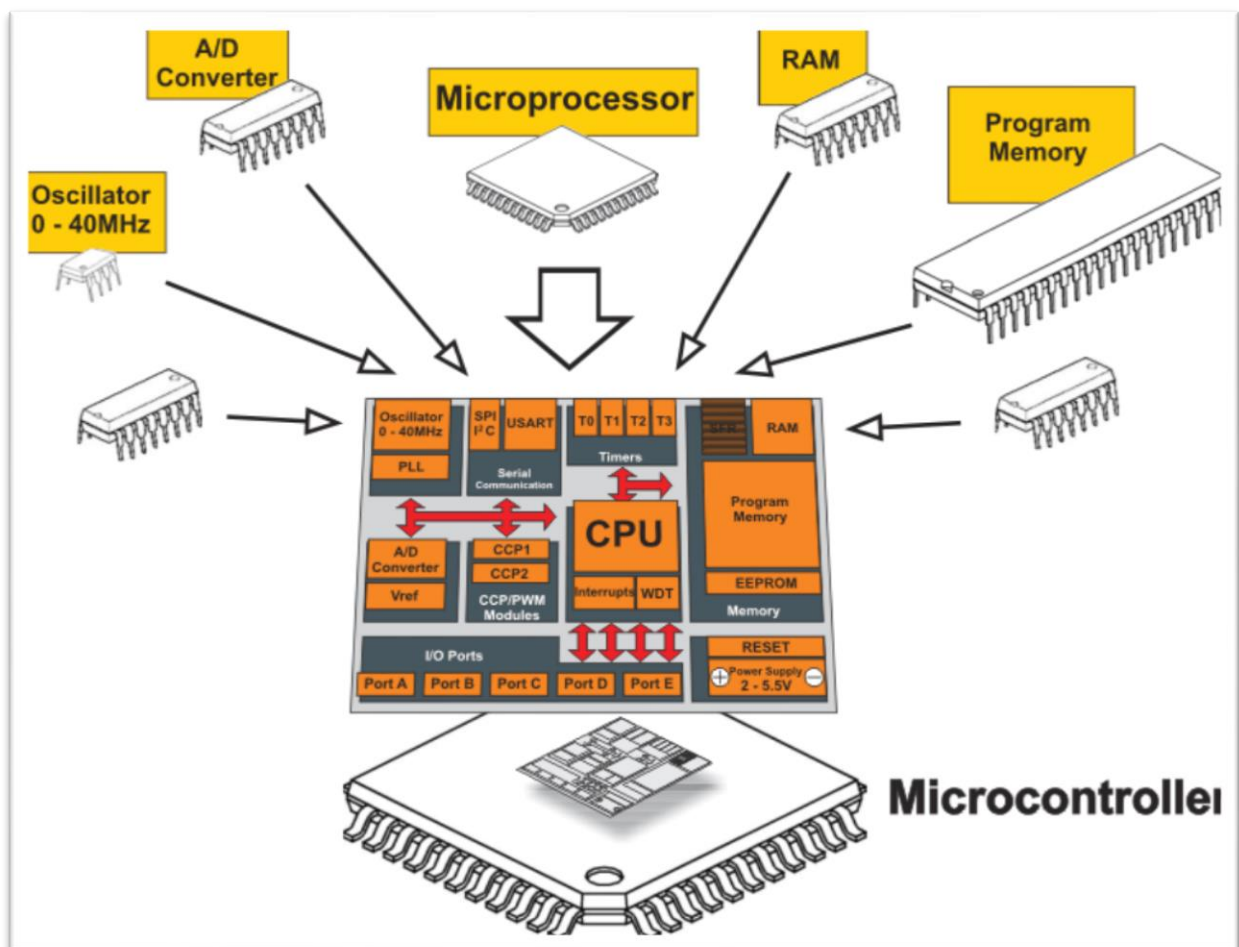 A/D
Converter
Microprocessor
RAM
Program
Memory
Oscillator
0 - 40MHz
Oscillator
0 - 40MHz
PLL
SPI
I²C
USART
Serial
Communication
T0 T1 T2 T3
Timers
SFR
RAM
Program
Memory
EEPROM
Memory
A/D
Converter
Vref
CCP1
CCP2
CCP/PWM
Modules
CPU
Interrupts WDT
I/O Ports
Port A Port B Port C Port D Port E
RESET
Power Supply
2 - 5.5V
Microcontroller